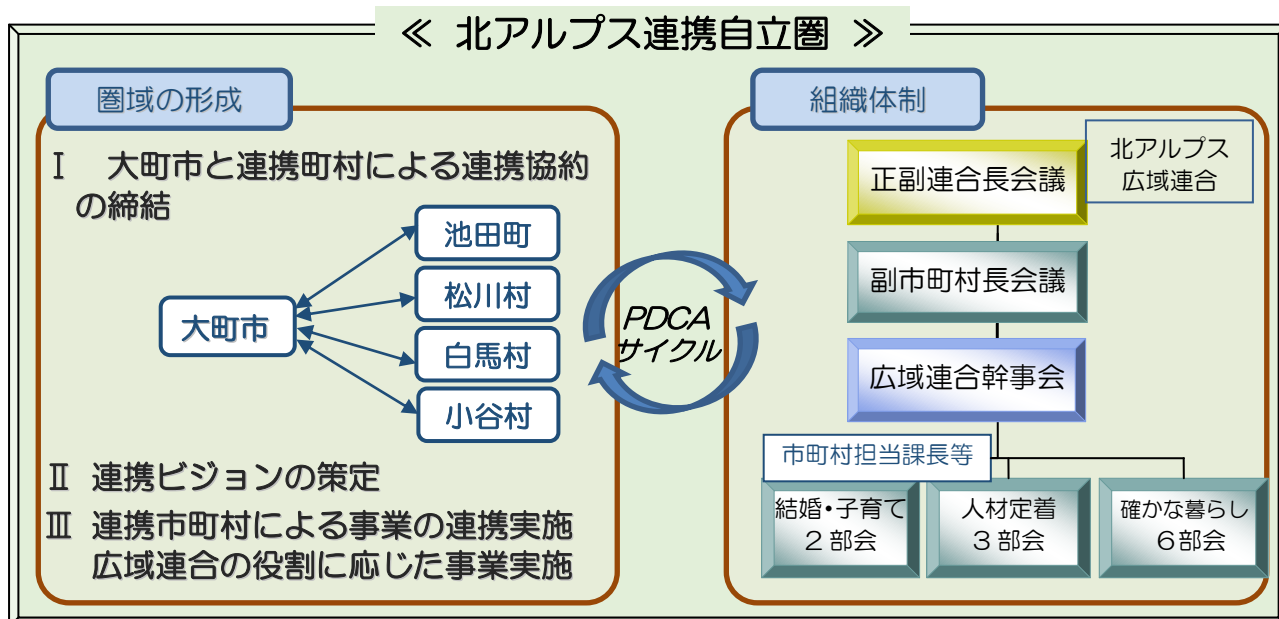 ≪ 北アルプス連携自立圏 ≫
圏域の形成
Ⅰ 大町市と連携町村による連携協約
の締結
大町市
池田町
松川村
白馬村
小谷村
Ⅱ 連携ビジョンの策定
Ⅲ 連携市町村による事業の連携実施
広域連合の役割に応じた事業実施
PDCA
サイクル
組織体制
北アルプス
広域連合
正副連合長会議
副市町村長会議
広域連合幹事会
市町村担当課長等
結婚・子育て
2部会
人材定着
3部会
確かな暮らし
6部会